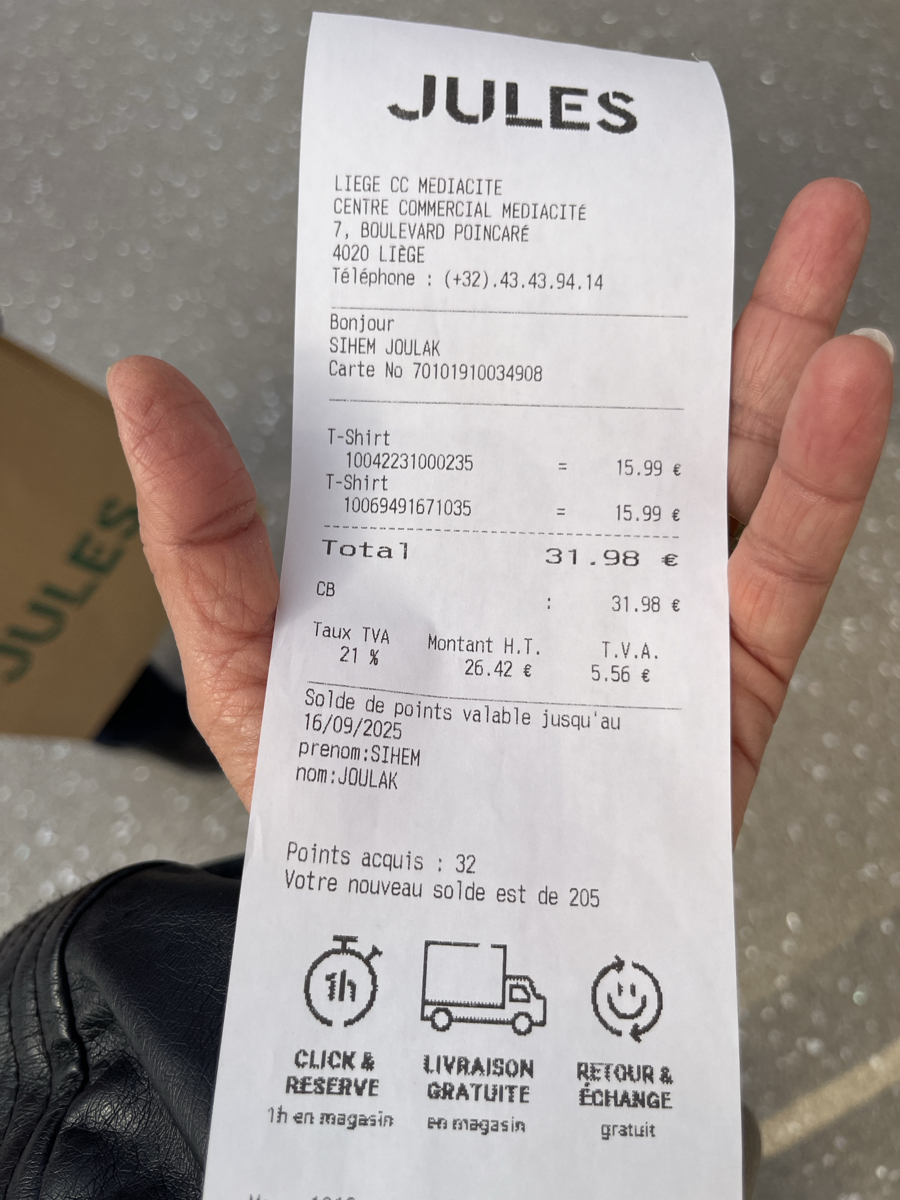 JULES
LIEGE CC MEDIACITE
CENTRE COMMERCIAL MEDIACITÉ
7, BOULEVARD POINCARÉ
4020 LIÈGE
Téléphone : (+32).43.43.94.14
Bonjour
SIHEM JOULAK
Carte No 70101910034908
T-Shirt
10042231000235 = 15.99 €
T-Shirt
10069491671035 = 15.99 €
Total 31.98 €
CB : 31.98 €
Taux TVA Montant H.T. T.V.A.
21 % 26.42 € 5.56 €
Solde de points valable jusqu'au
16/09/2025
prenom:SIHEM
nom:JOULAK
Points acquis : 32
Votre nouveau solde est de 205
1h
CLICK & RESERVE
1h en magasin
LIVRAISON GRATUITE
en magasin
RETOUR & ÉCHANGE
gratuit
JULES